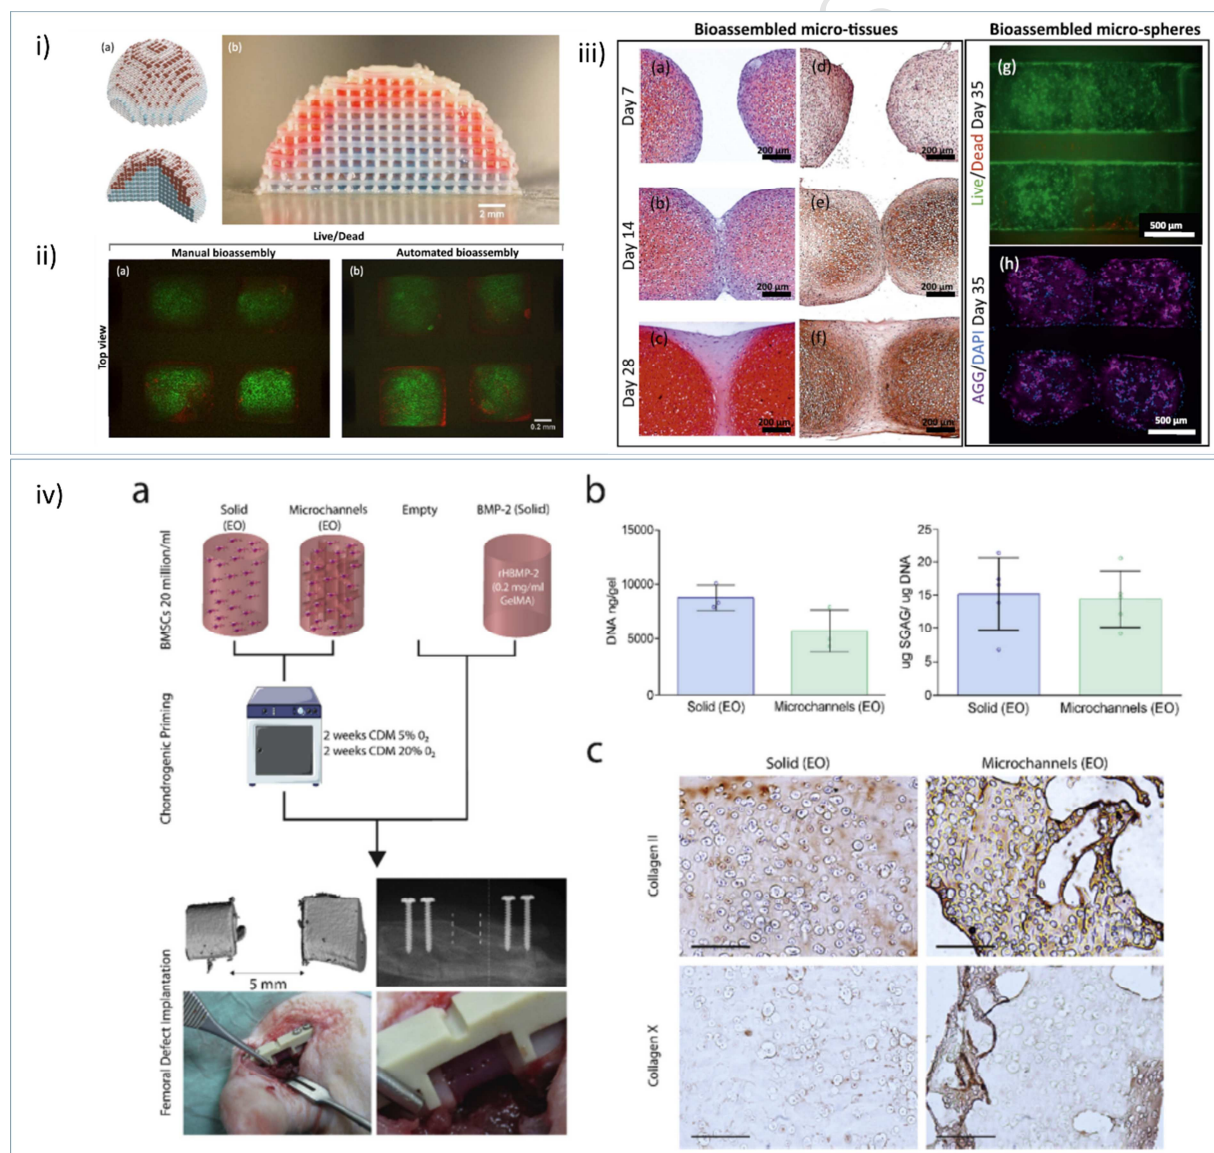 i)
(a)
(b)
2 mm
ii)
Live/Dead
Manual bioassembly
Automated bioassembly
Top view
(a)
(b)
0.2 mm
iii)
Bioassembled micro-tissues
Bioassembled micro-spheres
Day 7
(a)
200 µm
(d)
200 µm
Day 14
(b)
200 µm
(e)
200 µm
Day 28
(c)
200 µm
(f)
200 µm
Live/Dead Day 35
(g)
500 µm
AGG/DAPI Day 35
(h)
500 µm
iv)
a
BMSCs 20 million/ml
Solid
(EO)
Microchannels
(EO)
Empty
BMP-2 (Solid)
rHBMP-2
(0.2 mg/ml
GelMA)
Chondrogenic Priming
2 weeks CDM 5% 0₂
2 weeks CDM 20% 0₂
Femoral Defect Implantation
5 mm
b
DNA ng/gel
15000
10000
5000
0
Solid (EO)
Microchannels (EO)
ug SGAG/ ug DNA
25
20
15
10
5
0
Solid (EO)
Microchannels (EO)
c
Solid (EO)
Microchannels (EO)
Collagen II
Collagen X